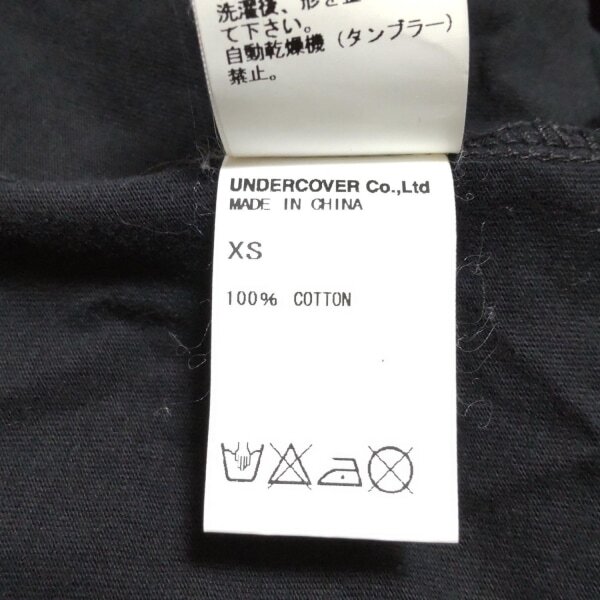 洗濯後、形を整
て下さい。
自動乾燥機(タンブラー)
禁止。
UNDERCOVER Co.,Ltd
MADE IN CHINA
XS
100% COTTON